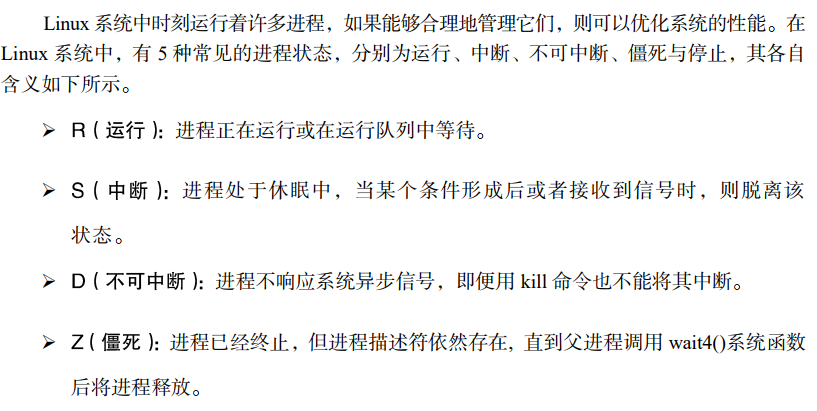 Linux 系统中时刻运行着许多进程，如果能够合理地管理它们，则可以优化系统的性能。在
Linux 系统中，有 5 种常见的进程状态，分别为运行、中断、不可中断、僵死与停止，其各自
含义如下所示。
➢ R（运行）：进程正在运行或在运行队列中等待。
➢ S（中断）：进程处于休眠中，当某个条件形成后或者接收到信号时，则脱离该
状态。
➢ D（不可中断）：进程不响应系统异步信号，即便用 kill 命令也不能将其中断。
➢ Z（僵死）：进程已经终止，但进程描述符依然存在, 直到父进程调用 wait4()系统函数
后将进程释放。